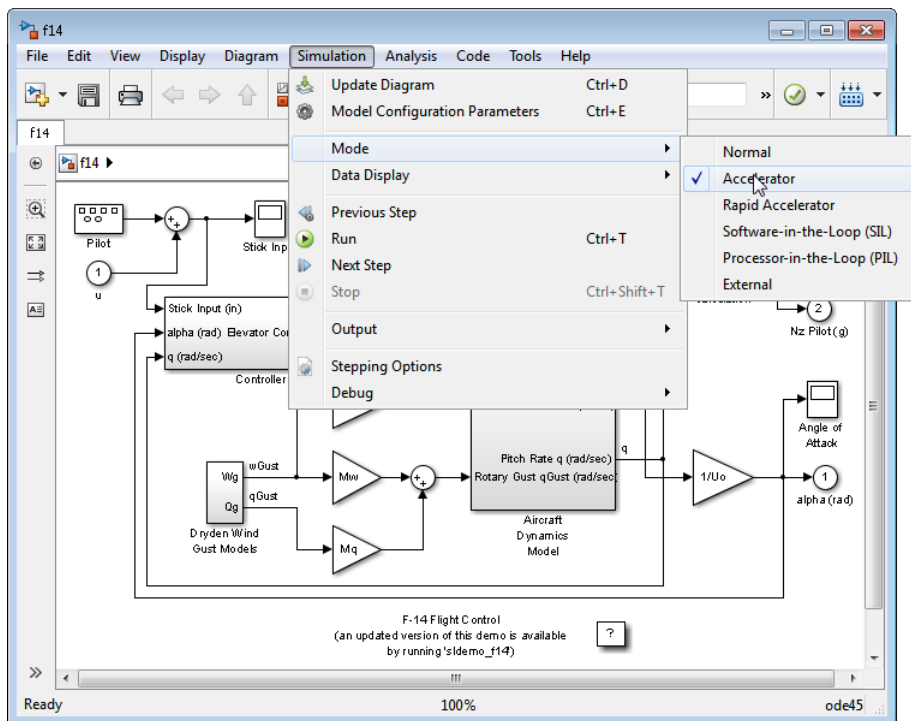 f14
File Edit View Display Diagram Simulation Analysis Code Tools Help
Update Diagram Ctrl+D
Model Configuration Parameters Ctrl+E
Mode
Data Display
Previous Step
Run Ctrl+T
Next Step
Stop Ctrl+Shift+T
Output
Stepping Options
Debug
Normal
Accelerator
Rapid Accelerator
Software-in-the-Loop (SIL)
Processor-in-the-Loop (PIL)
External
f14
f14
Pilot
Stick Inp
1
u
Stick Input (in)
alpha (rad) Elevator Co
q (rad/sec)
Controller
2
Nz Pilot (g)
Angle of
Attack
Wg
wGust
Qg
qGust
Dryden Wind
Gust Models
Mw
Mq
Pitch Rate q (rad/sec)
q
Rotary Gust qGust (rad/sec
Aircraft
Dynamics
Model
1/Uo
1
alpha (rad)
F-14 Flight Control
(an updated version of this demo is available
by running 'sldemo_f14')
?
Ready 100% ode45